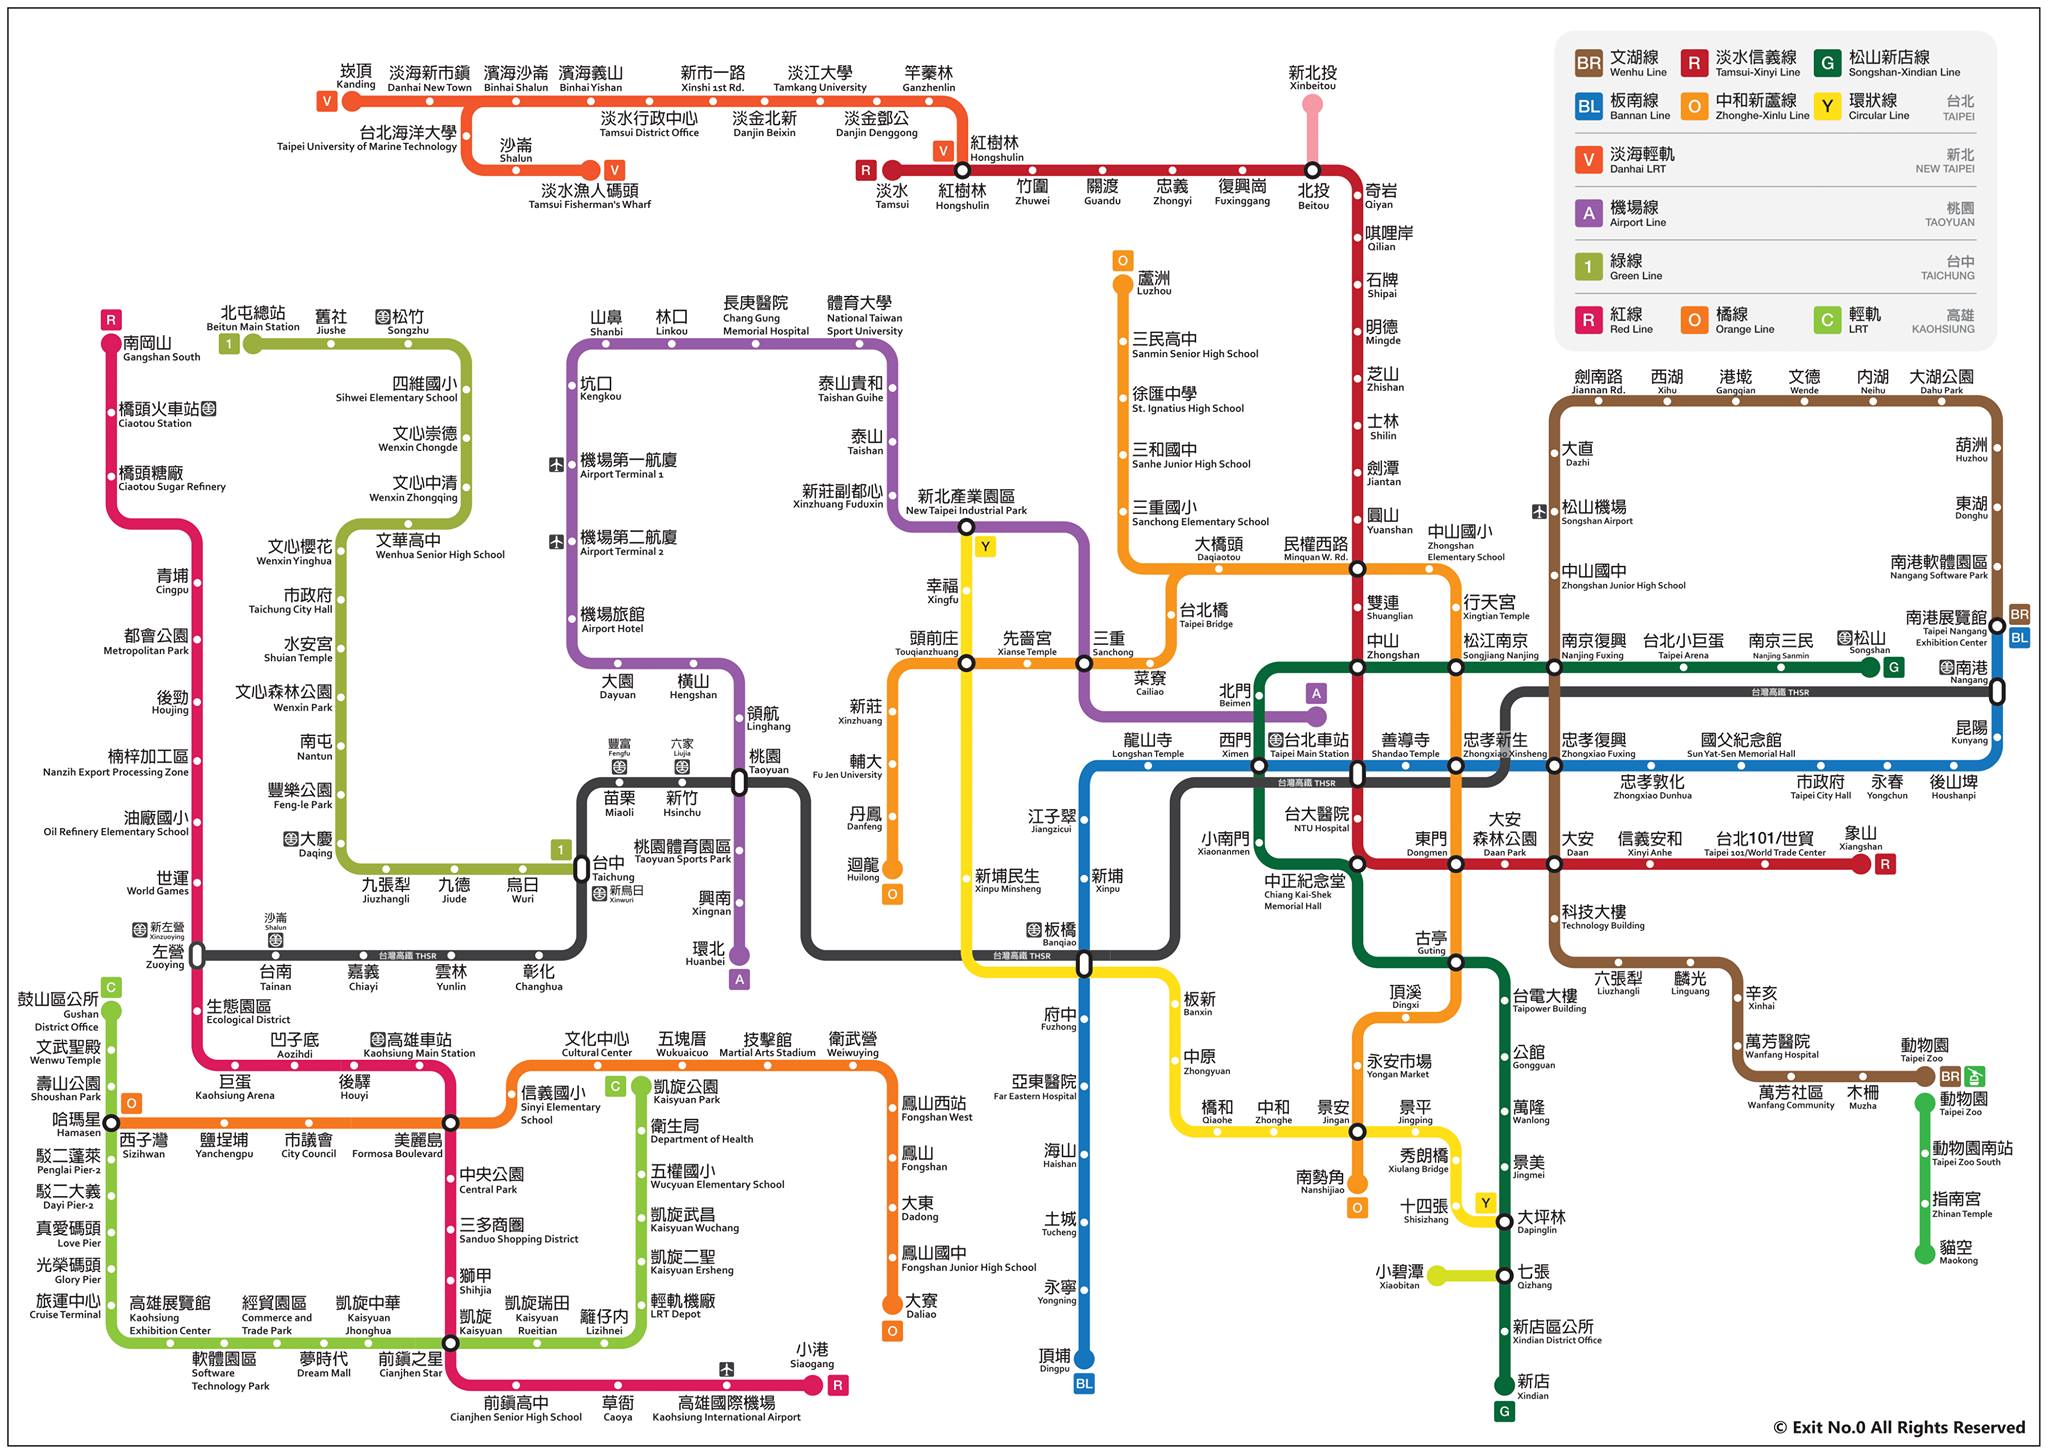 BR 文湖線 Wenhu Line
R 淡水信義線 Tamsui-Xinyi Line
G 松山新店線 Songshan-Xindian Line
BL 板南線 Bannan Line
O 中和新蘆線 Zhonghe-Xinlu Line
Y 環狀線 Circular Line
台北 TAIPEI
V 淡海輕軌 Danhai LRT
新北 NEW TAIPEI
A 機場線 Airport Line
桃園 TAOYUAN
1 綠線 Green Line
台中 TAICHUNG
R 紅線 Red Line
O 橘線 Orange Line
C 輕軌 LRT
高雄 KAOHSIUNG
V
崁頂
Kanding
淡海新市鎮
Danhai New Town
濱海沙崙
Binhai Shalun
濱海義山
Binhai Yishan
淡水行政中心
Tamsui District Office
新市一路
Xinshi 1st Rd.
淡金北新
Danjin Beixin
淡江大學
Tamkang University
淡金鄧公
Danjin Denggong
竿蓁林
Ganzhenlin
V
紅樹林
Hongshulin
台北海洋大學
Taipei University of Marine Technology
沙崙
Shalun
V
淡水漁人碼頭
Tamsui Fisherman's Wharf
R
淡水
Tamsui
紅樹林
Hongshulin
竹圍
Zhuwei
關渡
Guandu
忠義
Zhongyi
復興崗
Fuxinggang
北投
Beitou
新北投
Xinbeitou
奇岩
Qiyan
唭哩岸
Qilian
石牌
Shipai
明德
Mingde
芝山
Zhishan
士林
Shilin
劍潭
Jiantan
圓山
Yuanshan
民權西路
Minquan W. Rd.
雙連
Shuanglian
中山
Zhongshan
台北車站
Taipei Main Station
台大醫院
NTU Hospital
中正紀念堂
Chiang Kai-Shek
Memorial Hall
東門
Dongmen
大安
森林公園
Daan Park
大安
Daan
信義安和
Xinyi Anhe
台北101/世貿
Taipei 101/World Trade Center
象山
Xiangshan
R
O
蘆洲
Luzhou
三民高中
Sanmin Senior High School
徐匯中學
St. Ignatius High School
三和國中
Sanhe Junior High School
三重國小
Sanchong Elementary School
大橋頭
Daqiaotou
中山國小
Zhongshan
Elementary School
行天宮
Xingtian Temple
松江南京
Songjiang Nanjing
忠孝新生
Zhongxiao Xinsheng
古亭
Guting
頂溪
Dingxi
永安市場
Yongan Market
景安
Jingan
南勢角
Nanshijiao
O
台北橋
Taipei Bridge
菜寮
Cailiao
三重
Sanchong
先嗇宮
Xianse Temple
頭前庄
Touqianzhuang
新莊
Xinzhuang
輔大
Fu Jen University
丹鳳
Danfeng
迴龍
Huilong
O
劍南路
Jiannan Rd.
西湖
Xihu
港墘
Gangqian
文德
Wende
內湖
Neihu
大湖公園
Dahu Park
葫洲
Huzhou
東湖
Donghu
南港軟體園區
Nangang Software Park
南港展覽館
Taipei Nangang
Exhibition Center
BR
BL
大直
Dazhi
松山機場
Songshan Airport
中山國中
Zhongshan Junior High School
南京復興
Nanjing Fuxing
忠孝復興
Zhongxiao Fuxing
科技大樓
Technology Building
六張犁
Liuzhangli
麟光
Linguang
辛亥
Xinhai
萬芳醫院
Wanfang Hospital
萬芳社區
Wanfang Community
木柵
Muzha
動物園
Taipei Zoo
BR
動物園
Taipei Zoo
動物園南站
Taipei Zoo South
指南宮
Zhinan Temple
貓空
Maokong
台北小巨蛋
Taipei Arena
南京三民
Nanjing Sanmin
松山
Songshan
G
北門
Beimen
西門
Ximen
小南門
Xiaonanmen
台電大樓
Taipower Building
公館
Gongguan
萬隆
Wanlong
景美
Jingmei
大坪林
Dapinglin
七張
Qizhang
小碧潭
Xiaobitan
新店區公所
Xindian District Office
新店
Xindian
G
南港
Nangang
昆陽
Kunyang
後山埤
Houshanpi
永春
Yongchun
市政府
Taipei City Hall
國父紀念館
Sun Yat-Sen Memorial Hall
忠孝敦化
Zhongxiao Dunhua
善導寺
Shandao Temple
龍山寺
Longshan Temple
江子翠
Jiangzicui
新埔
Xinpu
板橋
Banqiao
府中
Fuzhong
亞東醫院
Far Eastern Hospital
海山
Haishan
土城
Tucheng
永寧
Yongning
頂埔
Dingpu
BL
新北產業園區
New Taipei Industrial Park
Y
幸福
Xingfu
新埔民生
Xinpu Minsheng
板新
Banxin
中原
Zhongyuan
橋和
Qiaohe
中和
Zhonghe
景平
Jingping
秀朗橋
Xiulang Bridge
十四張
Shisizhang
Y
A
新莊副都心
Xinzhuang Fuduxin
泰山
Taishan
泰山貴和
Taishan Guihe
體育大學
National Taiwan
Sport University
長庚醫院
Chang Gung
Memorial Hospital
林口
Linkou
山鼻
Shanbi
坑口
Kengkou
機場第一航廈
Airport Terminal 1
機場第二航廈
Airport Terminal 2
機場旅館
Airport Hotel
大園
Dayuan
橫山
Hengshan
領航
Linghang
桃園
Taoyuan
桃園體育園區
Taoyuan Sports Park
興南
Xingnan
環北
Huanbei
A
台灣高鐵 THSR
台灣高鐵 THSR
台灣高鐵 THSR
台灣高鐵 THSR
六家
Liujia
新竹
Hsinchu
豐富
Fengfu
苗栗
Miaoli
台中
Taichung
新烏日
Xinwuri
彰化
Changhua
雲林
Yunlin
嘉義
Chiayi
沙崙
Shalun
台南
Tainan
新左營
Xinzuoying
左營
Zuoying
北屯總站
Beitun Main Station
1
舊社
Jiushe
松竹
Songzhu
四維國小
Sihwei Elementary School
文心崇德
Wenxin Chongde
文心中清
Wenxin Zhongqing
文華高中
Wenhua Senior High School
文心櫻花
Wenxin Yinghua
市政府
Taichung City Hall
水安宮
Shuian Temple
文心森林公園
Wenxin Park
南屯
Nantun
豐樂公園
Feng-le Park
大慶
Daqing
九張犁
Jiuzhangli
九德
Jiude
烏日
Wuri
1
R
南岡山
Gangshan South
橋頭火車站
Ciaotou Station
橋頭糖廠
Ciaotou Sugar Refinery
青埔
Cingpu
都會公園
Metropolitan Park
後勁
Houjing
楠梓加工區
Nanzih Export Processing Zone
油廠國小
Oil Refinery Elementary School
世運
World Games
生態園區
Ecological District
巨蛋
Kaohsiung Arena
凹子底
Aozihdi
後驛
Houyi
高雄車站
Kaohsiung Main Station
美麗島
Formosa Boulevard
中央公園
Central Park
三多商圈
Sanduo Shopping District
獅甲
Shihjia
凱旋
Kaisyuan
前鎮高中
Cianjhen Senior High School
草衙
Caoya
高雄國際機場
Kaohsiung International Airport
小港
Siaogang
R
O
西子灣
Sizihwan
鹽埕埔
Yanchengpu
市議會
City Council
信義國小
Sinyi Elementary
School
文化中心
Cultural Center
五塊厝
Wukuaicuo
技擊館
Martial Arts Stadium
衛武營
Weiwuying
鳳山西站
Fongshan West
鳳山
Fongshan
大東
Dadong
鳳山國中
Fongshan Junior High School
大寮
Daliao
O
C
鼓山區公所
Gushan
District Office
文武聖殿
Wenwu Temple
壽山公園
Shoushan Park
哈瑪星
Hamasen
駁二蓬萊
Penglai Pier-2
駁二大義
Dayi Pier-2
真愛碼頭
Love Pier
光榮碼頭
Glory Pier
旅運中心
Cruise Terminal
高雄展覽館
Kaohsiung
Exhibition Center
軟體園區
Software
Technology Park
經貿園區
Commerce and
Trade Park
夢時代
Dream Mall
凱旋中華
Kaisyuan
Jhonghua
前鎮之星
Cianjhen Star
凱旋瑞田
Kaisyuan
Rueitian
籬仔內
Lizihnei
輕軌機廠
LRT Depot
凱旋二聖
Kaisyuan Ersheng
凱旋武昌
Kaisyuan Wuchang
五權國小
Wucyuan Elementary School
衛生局
Department of Health
凱旋公園
Kaisyuan Park
C
© Exit No.0 All Rights Reserved